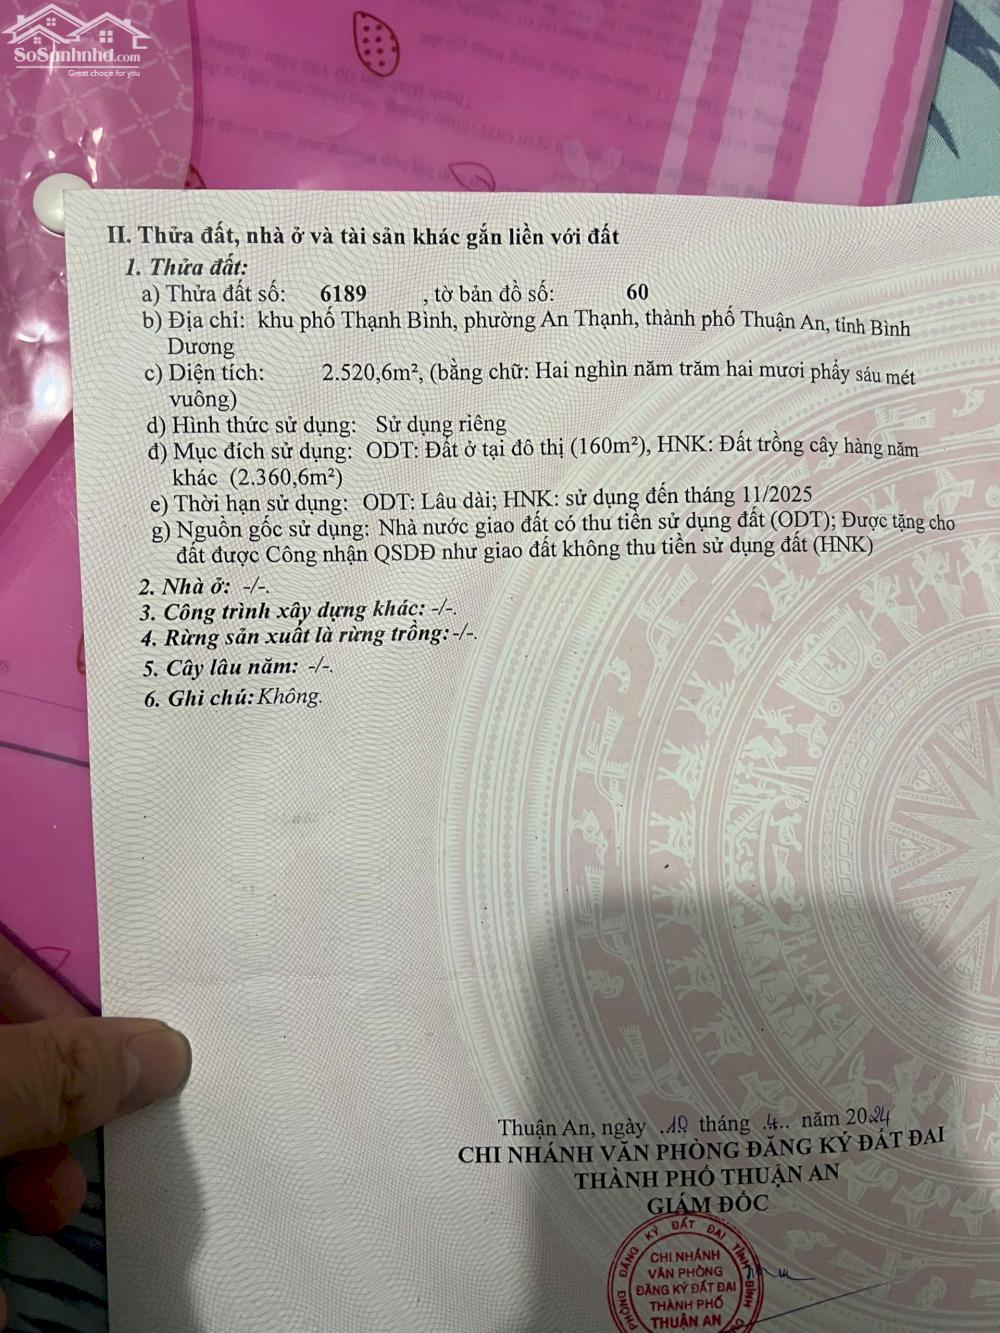 SoSanhnhd.com
Great choice for you
II. Thửa đất, nhà ở và tài sản khác gắn liền với đất
1. Thửa đất:
a) Thửa đất số: 6189 , tờ bản đồ số: 60
b) Địa chỉ: khu phố Thạnh Bình, phường An Thạnh, thành phố Thuận An, tỉnh Bình
Dương
c) Diện tích: 2.520,6m², (bằng chữ: Hai nghìn năm trăm hai mươi phẩy sáu mét
vuông)
d) Hình thức sử dụng: Sử dụng riêng
đ) Mục đích sử dụng: ODT: Đất ở tại đô thị (160m²), HNK: Đất trồng cây hàng năm
khác (2.360,6m²)
e) Thời hạn sử dụng: ODT: Lâu dài; HNK: sử dụng đến tháng 11/2025
g) Nguồn gốc sử dụng: Nhà nước giao đất có thu tiền sử dụng đất (ODT); Được tặng cho
đất được Công nhận QSDĐ như giao đất không thu tiền sử dụng đất (HNK)
2. Nhà ở: -/-.
3. Công trình xây dựng khác: -/-.
4. Rừng sản xuất là rừng trồng: -/-.
5. Cây lâu năm: -/-.
6. Ghi chú: Không.
Thuận An, ngày .19 tháng .4.. năm 2024
CHI NHÁNH VĂN PHÒNG ĐĂNG KÝ ĐẤT ĐAI
THÀNH PHỐ THUẬN AN
GIÁM ĐỐC
PHÒNG ĐĂNG KÝ ĐẤT ĐAI TỈNH BÌNH
CHI NHÁNH
VĂN PHÒNG
ĐĂNG KÝ ĐẤT ĐAI
THÀNH PHỐ
THUẬN AN